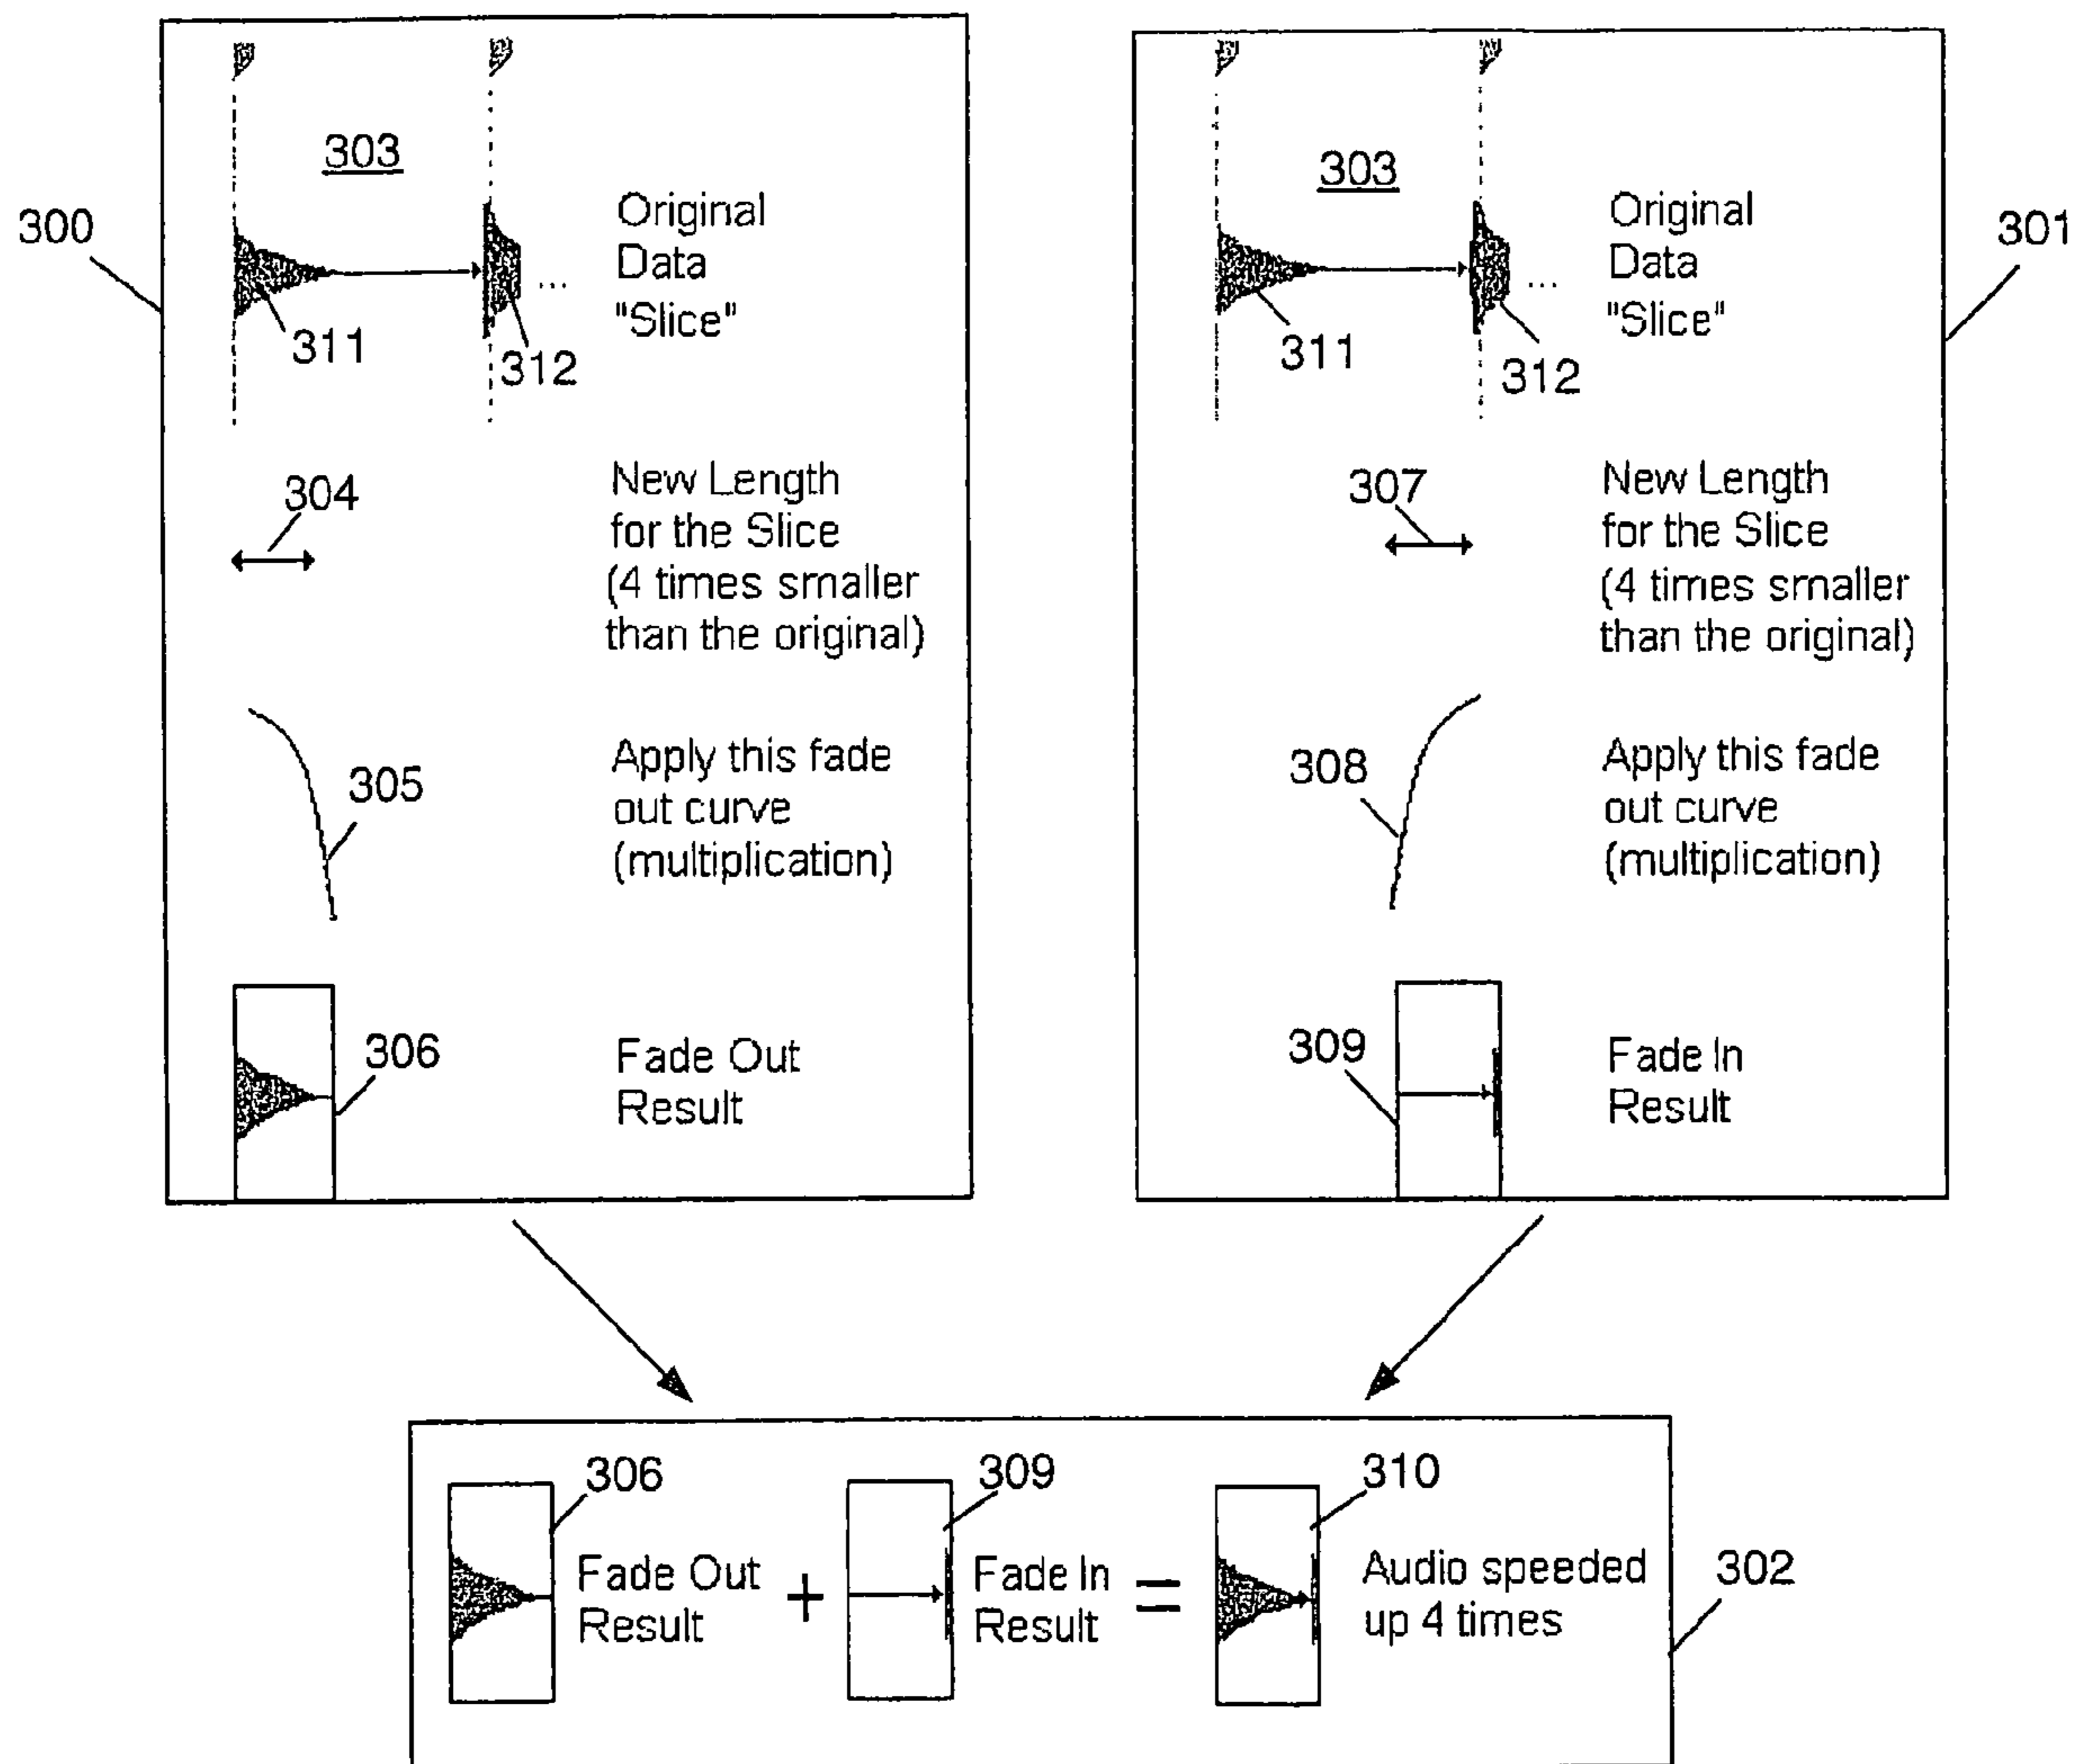 300
303
Original
Data
"Slice"
311
312
...
304
New Length
for the Slice
(4 times smaller
than the original)
305
Apply this fade
out curve
(multiplication)
306
Fade Out
Result
301
303
Original
Data
"Slice"
311
312
...
307
New Length
for the Slice
(4 times smaller
than the original)
308
Apply this fade
out curve
(multiplication)
309
Fade In
Result
306
Fade Out
Result
+
309
Fade In
Result
=
310
Audio speeded
up 4 times
302